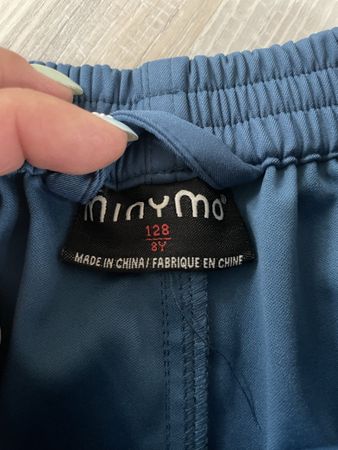 minymo®
128
8Y
MADE IN CHINA/FABRIQUE EN CHINE